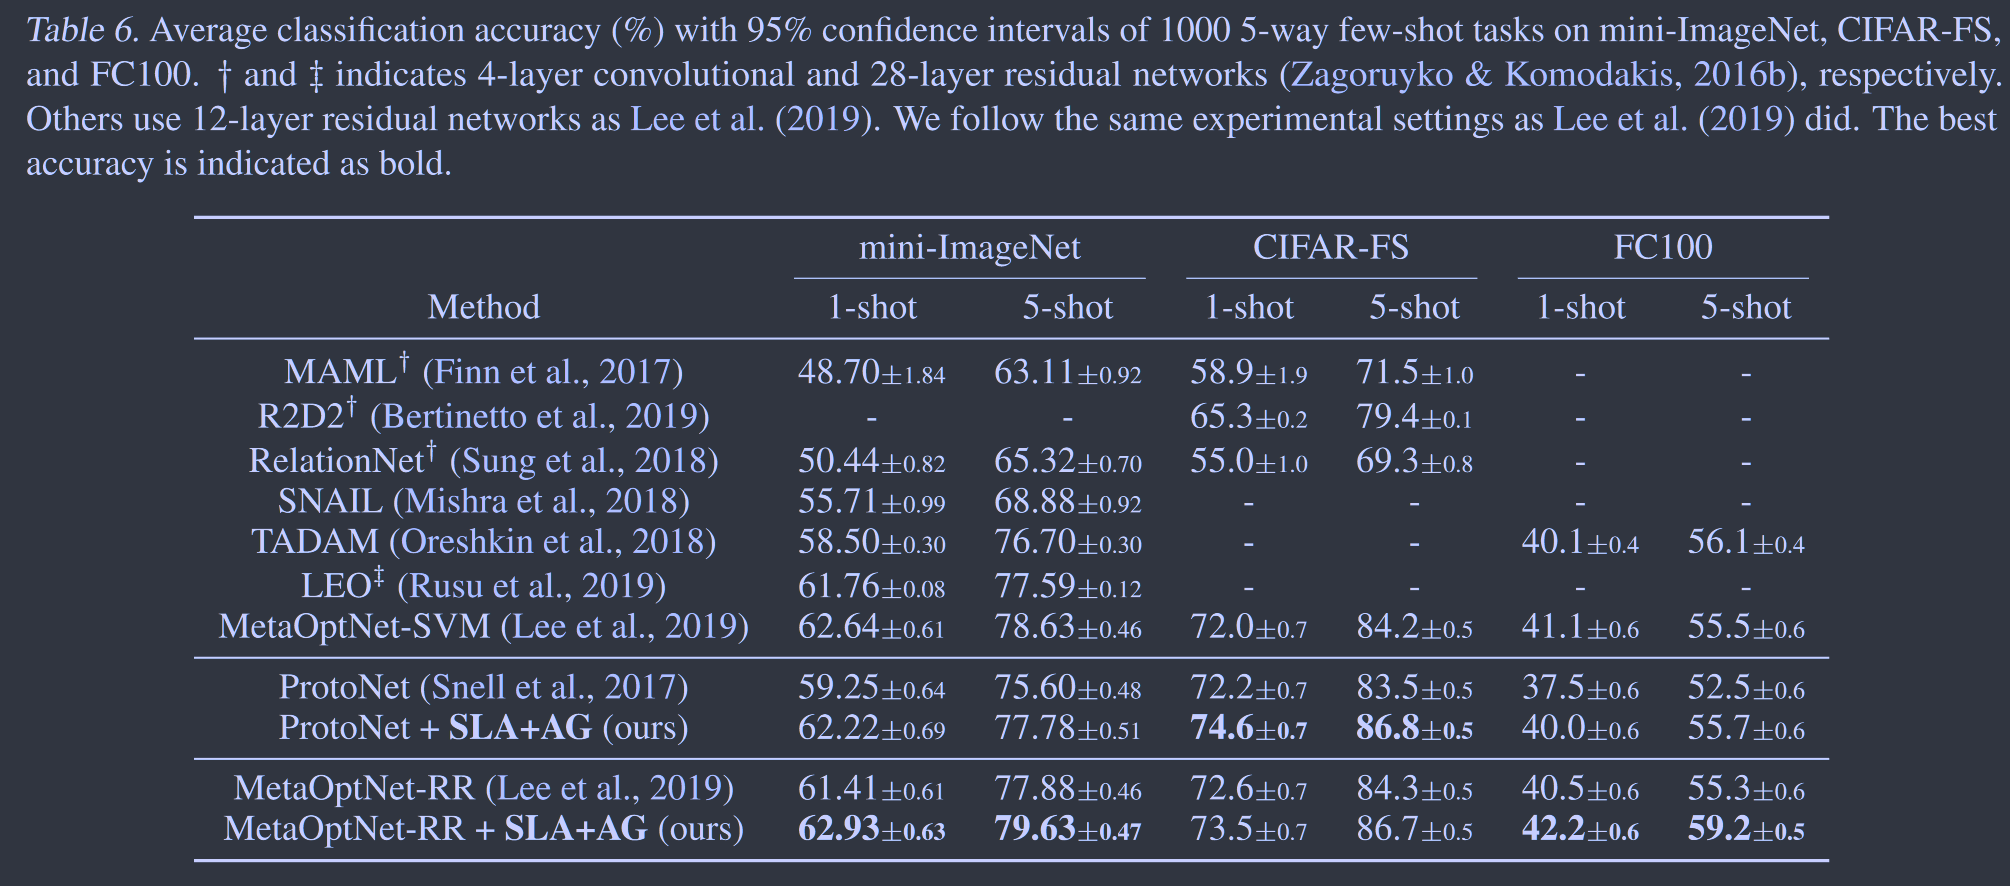 Table 6. Average classification accuracy (%) with 95% confidence intervals of 1000 5-way few-shot tasks on mini-ImageNet, CIFAR-FS,
and FC100. † and ‡ indicates 4-layer convolutional and 28-layer residual networks (Zagoruyko & Komodakis, 2016b), respectively.
Others use 12-layer residual networks as Lee et al. (2019). We follow the same experimental settings as Lee et al. (2019) did. The best
accuracy is indicated as bold.
mini-ImageNet CIFAR-FS FC100
Method 1-shot 5-shot 1-shot 5-shot 1-shot 5-shot
MAML† (Finn et al., 2017) 48.70±1.84 63.11±0.92 58.9±1.9 71.5±1.0 - -
R2D2† (Bertinetto et al., 2019) - - 65.3±0.2 79.4±0.1 - -
RelationNet† (Sung et al., 2018) 50.44±0.82 65.32±0.70 55.0±1.0 69.3±0.8 - -
SNAIL (Mishra et al., 2018) 55.71±0.99 68.88±0.92 - - - -
TADAM (Oreshkin et al., 2018) 58.50±0.30 76.70±0.30 - - 40.1±0.4 56.1±0.4
LEO‡ (Rusu et al., 2019) 61.76±0.08 77.59±0.12 - - - -
MetaOptNet-SVM (Lee et al., 2019) 62.64±0.61 78.63±0.46 72.0±0.7 84.2±0.5 41.1±0.6 55.5±0.6
ProtoNet (Snell et al., 2017) 59.25±0.64 75.60±0.48 72.2±0.7 83.5±0.5 37.5±0.6 52.5±0.6
ProtoNet + SLA+AG (ours) 62.22±0.69 77.78±0.51 74.6±0.7 86.8±0.5 40.0±0.6 55.7±0.6
MetaOptNet-RR (Lee et al., 2019) 61.41±0.61 77.88±0.46 72.6±0.7 84.3±0.5 40.5±0.6 55.3±0.6
MetaOptNet-RR + SLA+AG (ours) 62.93±0.63 79.63±0.47 73.5±0.7 86.7±0.5 42.2±0.6 59.2±0.5